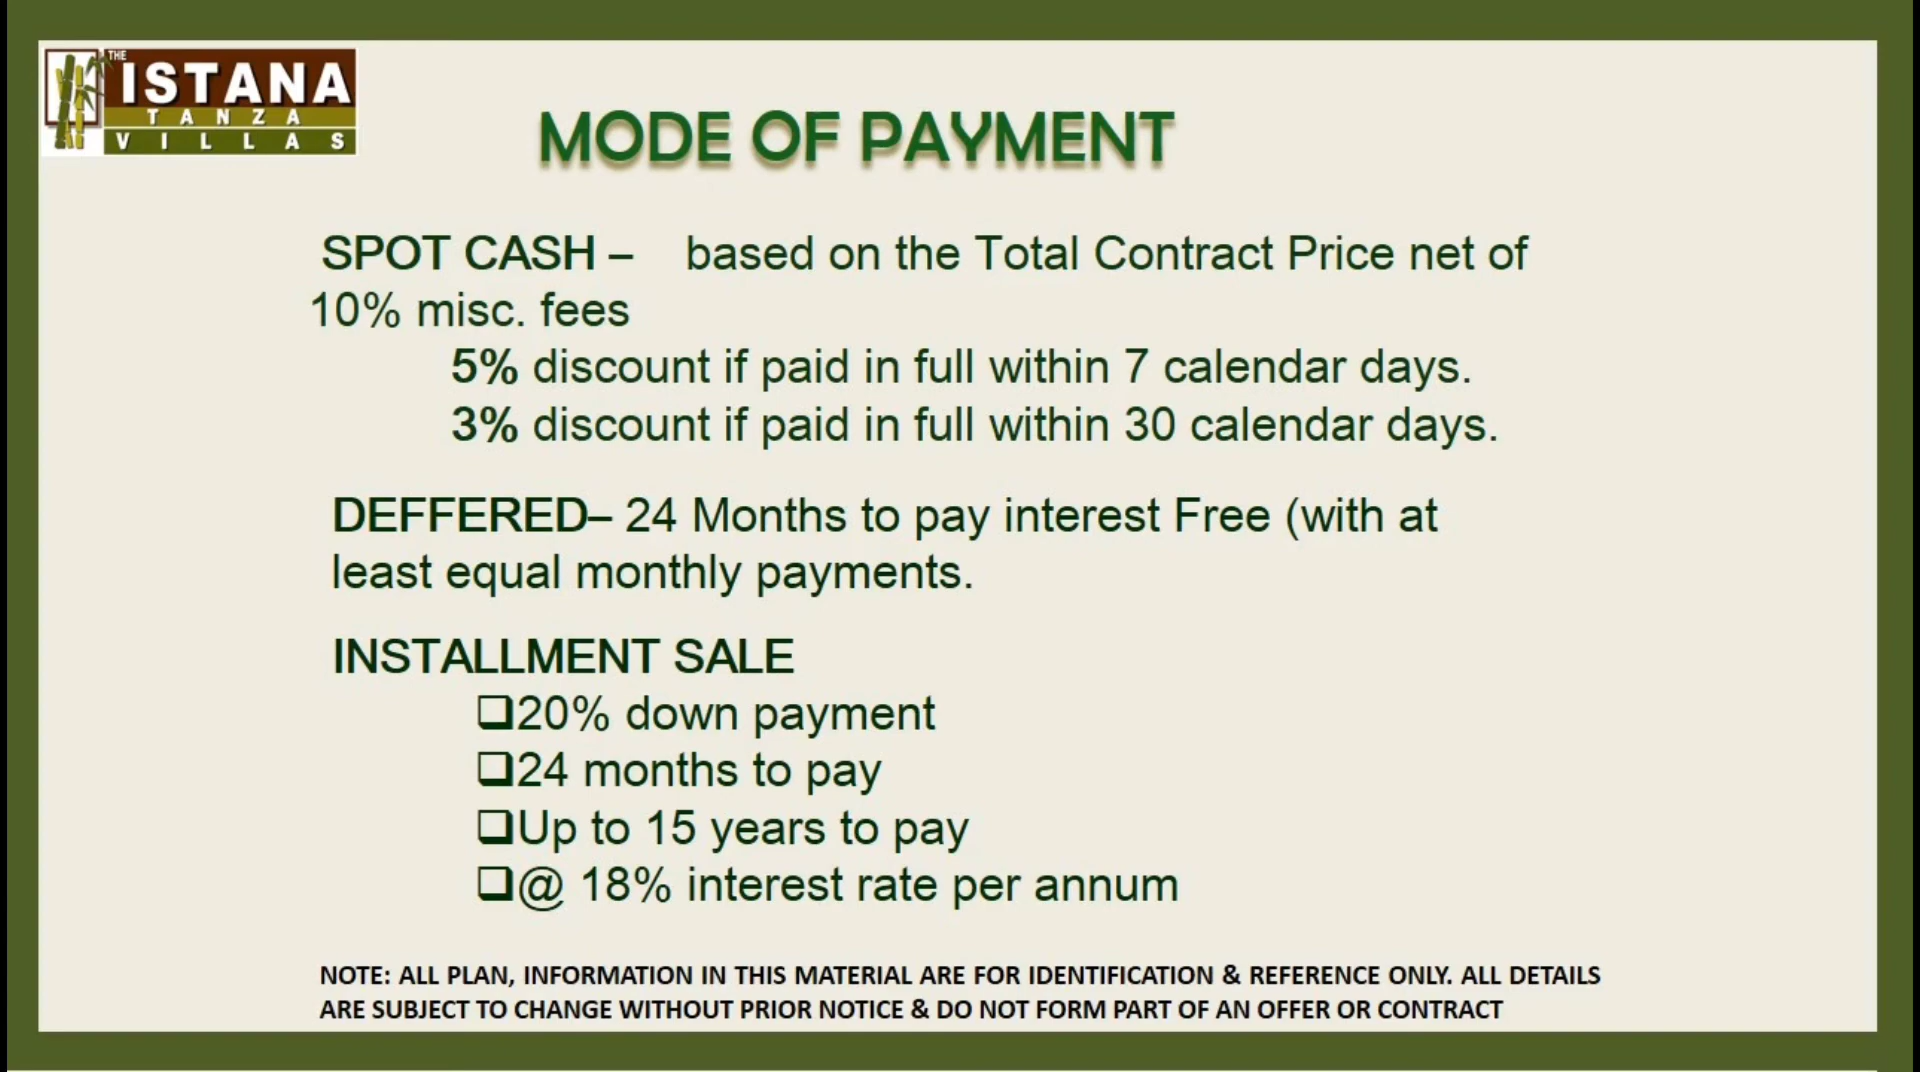 THE
ISTANA
TANZA
VILLAS
MODE OF PAYMENT
SPOT CASH – based on the Total Contract Price net of
10% misc. fees
5% discount if paid in full within 7 calendar days.
3% discount if paid in full within 30 calendar days.
DEFFERED– 24 Months to pay interest Free (with at
least equal monthly payments.
INSTALLMENT SALE
❑20% down payment
❑24 months to pay
❑Up to 15 years to pay
❑@ 18% interest rate per annum
NOTE: ALL PLAN, INFORMATION IN THIS MATERIAL ARE FOR IDENTIFICATION & REFERENCE ONLY. ALL DETAILS
ARE SUBJECT TO CHANGE WITHOUT PRIOR NOTICE & DO NOT FORM PART OF AN OFFER OR CONTRACT